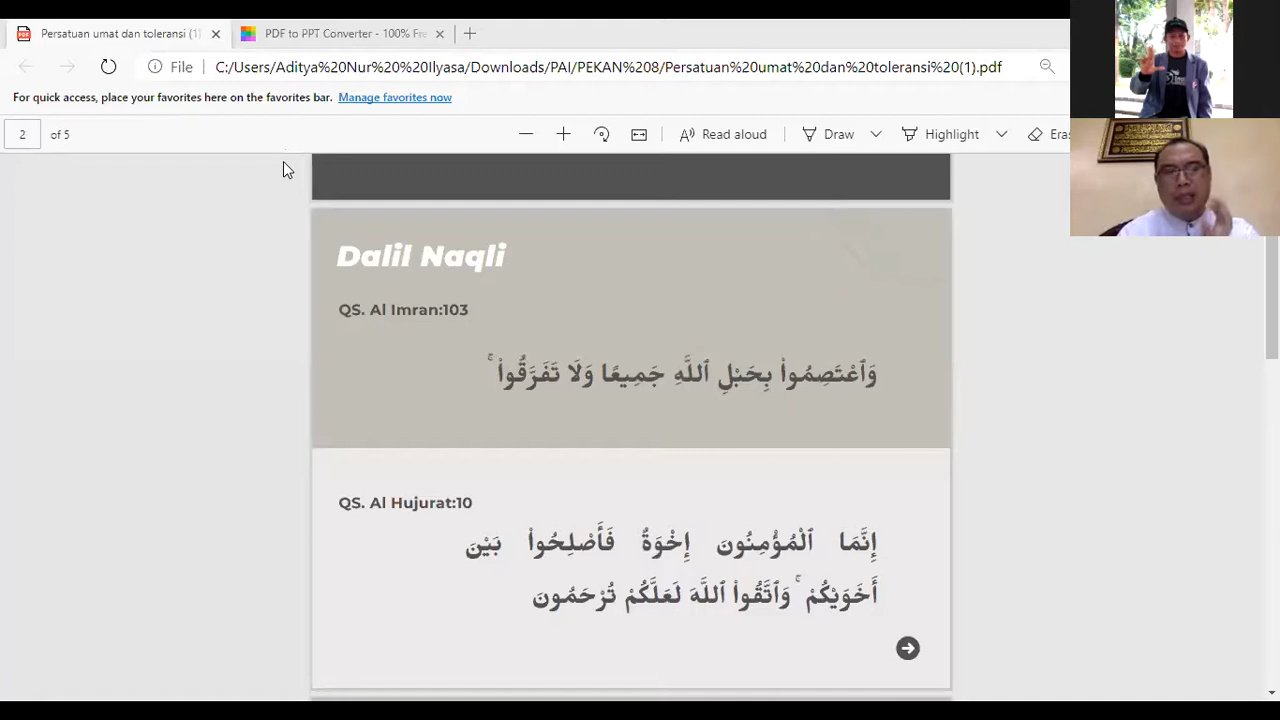 Persatuan umat dan toleransi (1)
PDF to PPT Converter - 100% Fre
File
C:/Users/Aditya%20Nur%20%20Ilyasa/Downloads/PAI/PEKAN%208/Persatuan%20umat%20dan%20toleransi%20(1).pdf
For quick access, place your favorites here on the favorites bar. Manage favorites now
2 of 5
Read aloud
Draw
Highlight
Eras
Dalil Naqli
QS. Al Imran:103
وَٱعْتَصِمُوا۟ بِحَبْلِ ٱللَّهِ جَمِيعًا وَلَا تَفَرَّقُوا۟ ۚ
QS. Al Hujurat:10
إِنَّمَا ٱلْمُؤْمِنُونَ إِخْوَةٌ فَأَصْلِحُوا۟ بَيْنَ
أَخَوَيْكُمْ ۚ وَٱتَّقُوا۟ ٱللَّهَ لَعَلَّكُمْ تُرْحَمُونَ